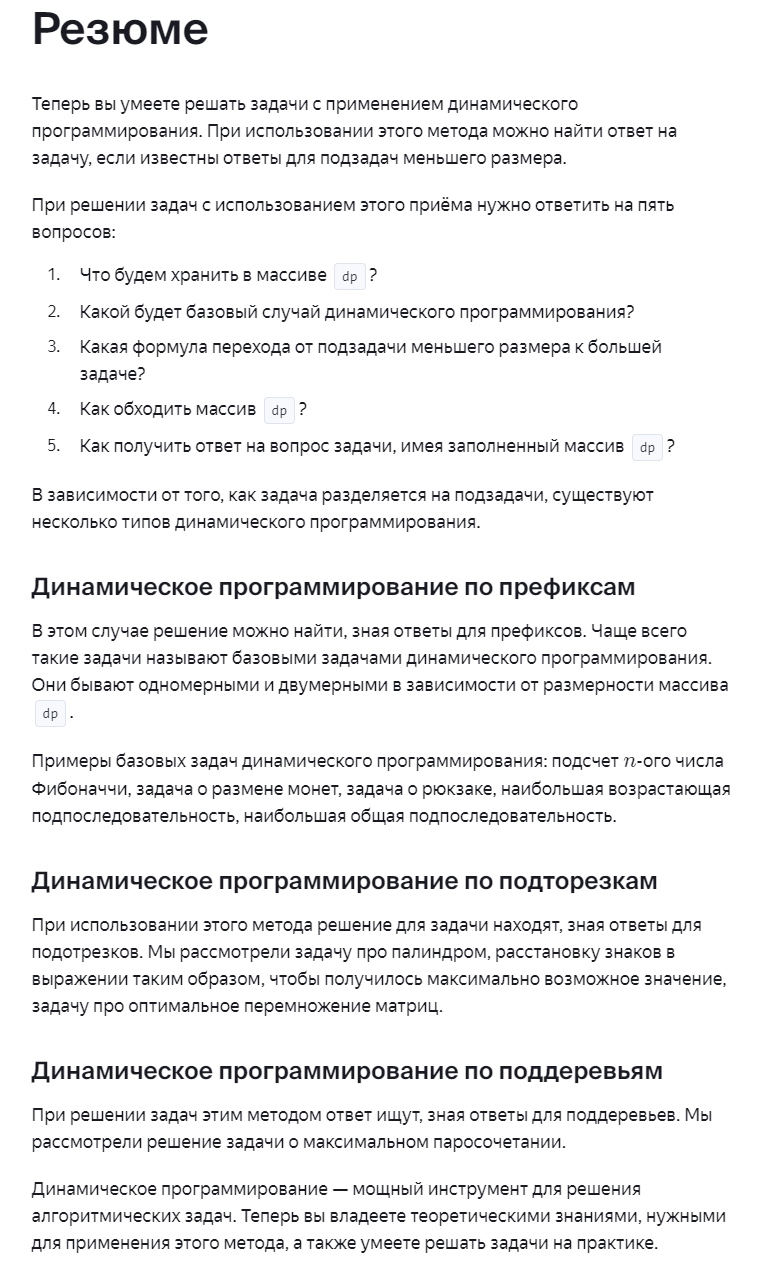 Резюме
Теперь вы умеете решать задачи с применением динамического
программирования. При использовании этого метода можно найти ответ на
задачу, если известны ответы для подзадач меньшего размера.
При решении задач с использованием этого приёма нужно ответить на пять
вопросов:
1. Что будем хранить в массиве dp?
2. Какой будет базовый случай динамического программирования?
3. Какая формула перехода от подзадачи меньшего размера к большей
задаче?
4. Как обходить массив dp?
5. Как получить ответ на вопрос задачи, имея заполненный массив dp?
В зависимости от того, как задача разделяется на подзадачи, существуют
несколько типов динамического программирования.
Динамическое программирование по префиксам
В этом случае решение можно найти, зная ответы для префиксов. Чаще всего
такие задачи называют базовыми задачами динамического программирования.
Они бывают одномерными и двумерными в зависимости от размерности массива
dp.
Примеры базовых задач динамического программирования: подсчет n-ого числа
Фибоначчи, задача о размене монет, задача о рюкзаке, наибольшая возрастающая
подпоследовательность, наибольшая общая подпоследовательность.
Динамическое программирование по подторезкам
При использовании этого метода решение для задачи находят, зная ответы для
подотрезков. Мы рассмотрели задачу про палиндром, расстановку знаков в
выражении таким образом, чтобы получилось максимально возможное значение,
задачу про оптимальное перемножение матриц.
Динамическое программирование по поддеревьям
При решении задач этим методом ответ ищут, зная ответы для поддеревьев. Мы
рассмотрели решение задачи о максимальном паросочетании.
Динамическое программирование — мощный инструмент для решения
алгоритмических задач. Теперь вы владеете теоретическими знаниями, нужными
для применения этого метода, а также умеете решать задачи на практике.